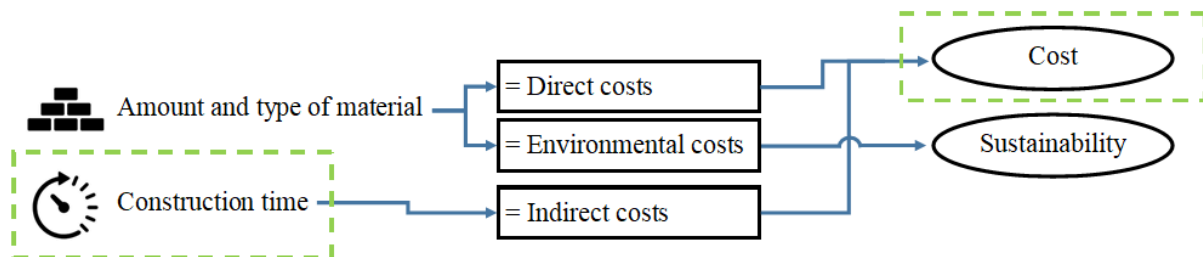 Amount and type of material
Construction time
= Direct costs
= Environmental costs
= Indirect costs
Cost
Sustainability